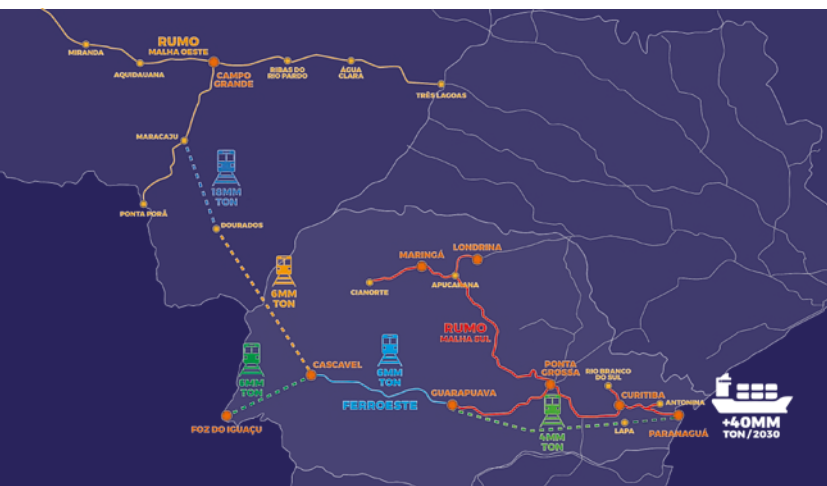 RUMO
MALHA OESTE
MIRANDA
AQUIDAUANA
CAMPO
GRANDE
RIBAS DO
RIO PARDO
ÁGUA
CLARA
TRÊS LAGOAS
MARACAJU
18MM
TON
PONTA PORÃ
DOURADOS
6MM
TON
MARINGÁ
LONDRINA
CIANORTE
APUCARANA
RUMO
MALHA SUL
CASCAVEL
6MM
TON
TON
FERROESTE
GUARAPUAVA
PONTA
GROSSA
RIO BRANCO
DO SUL
CURITIBA
ANTONINA
FOZ DO IGUAÇU
4MM
TON
LAPA
PARANAGUÁ
+40MM
TON/2030